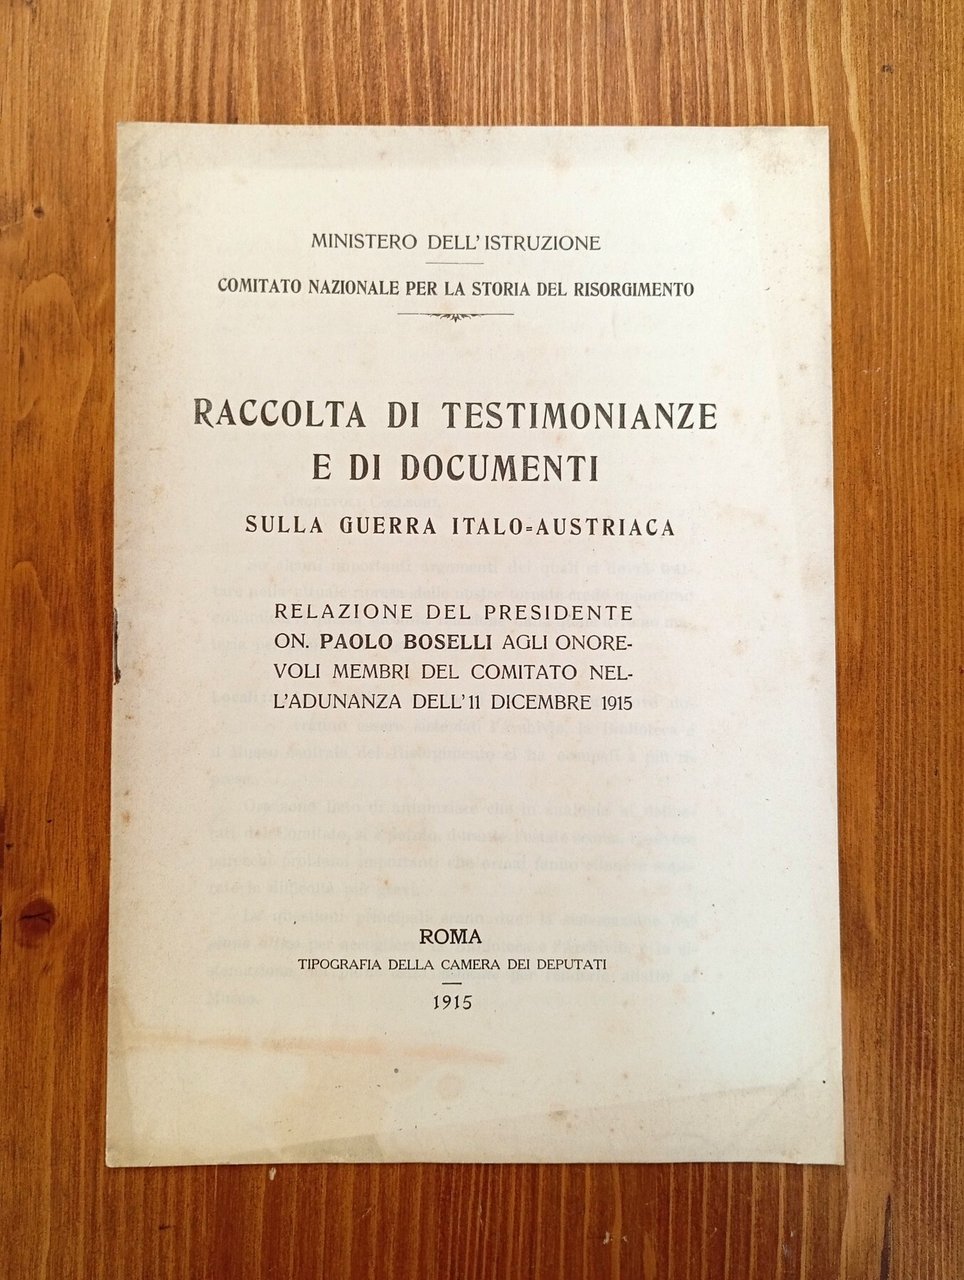 MINISTERO DELL'ISTRUZIONE
COMITATO NAZIONALE PER LA STORIA DEL RISORGIMENTO
RACCOLTA DI TESTIMONIANZE
E DI DOCUMENTI
SULLA GUERRA ITALO=AUSTRIACA
RELAZIONE DEL PRESIDENTE
ON. PAOLO BOSELLI AGLI ONORE-
VOLI MEMBRI DEL COMITATO NEL-
L'ADUNANZA DELL'11 DICEMBRE 1915
ROMA
TIPOGRAFIA DELLA CAMERA DEI DEPUTATI
1915